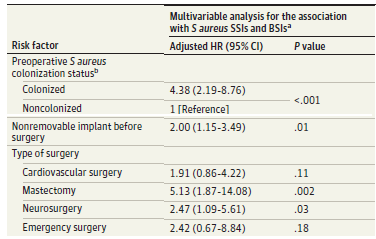 Multivariable analysis for the association
with S aureus SSIs and BSIsa
Risk factor Adjusted HR (95% CI) P value
Preoperative S aureus
colonization statusb
Colonized 4.38 (2.19-8.76)
<.001
Noncolonized 1 [Reference]
Nonremovable implant before 2.00 (1.15-3.49) .01
surgery
Type of surgery
Cardiovascular surgery 1.91 (0.86-4.22) .11
Mastectomy 5.13 (1.87-14.08) .002
Neurosurgery 2.47 (1.09-5.61) .03
Emergency surgery 2.42 (0.67-8.84) .18